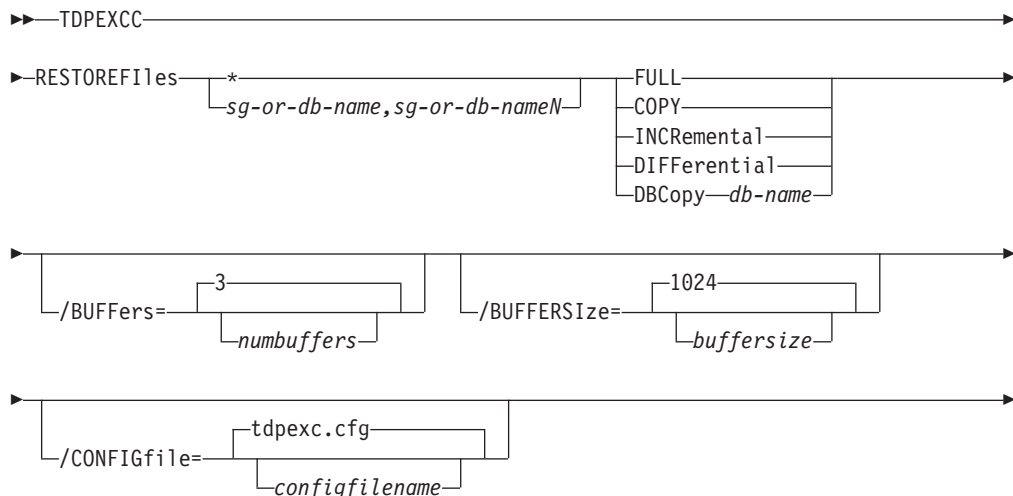 TDPEXCC
RESTOREFIles * FULL
sg-or-db-name,sg-or-db-nameN COPY
INCRemental
DIFFerential
DBCopy db-name
3 1024
/BUFFers= /BUFFERSIze=
numbuffers buffersize
tdpexc.cfg
/CONFIGfile=
configfilename